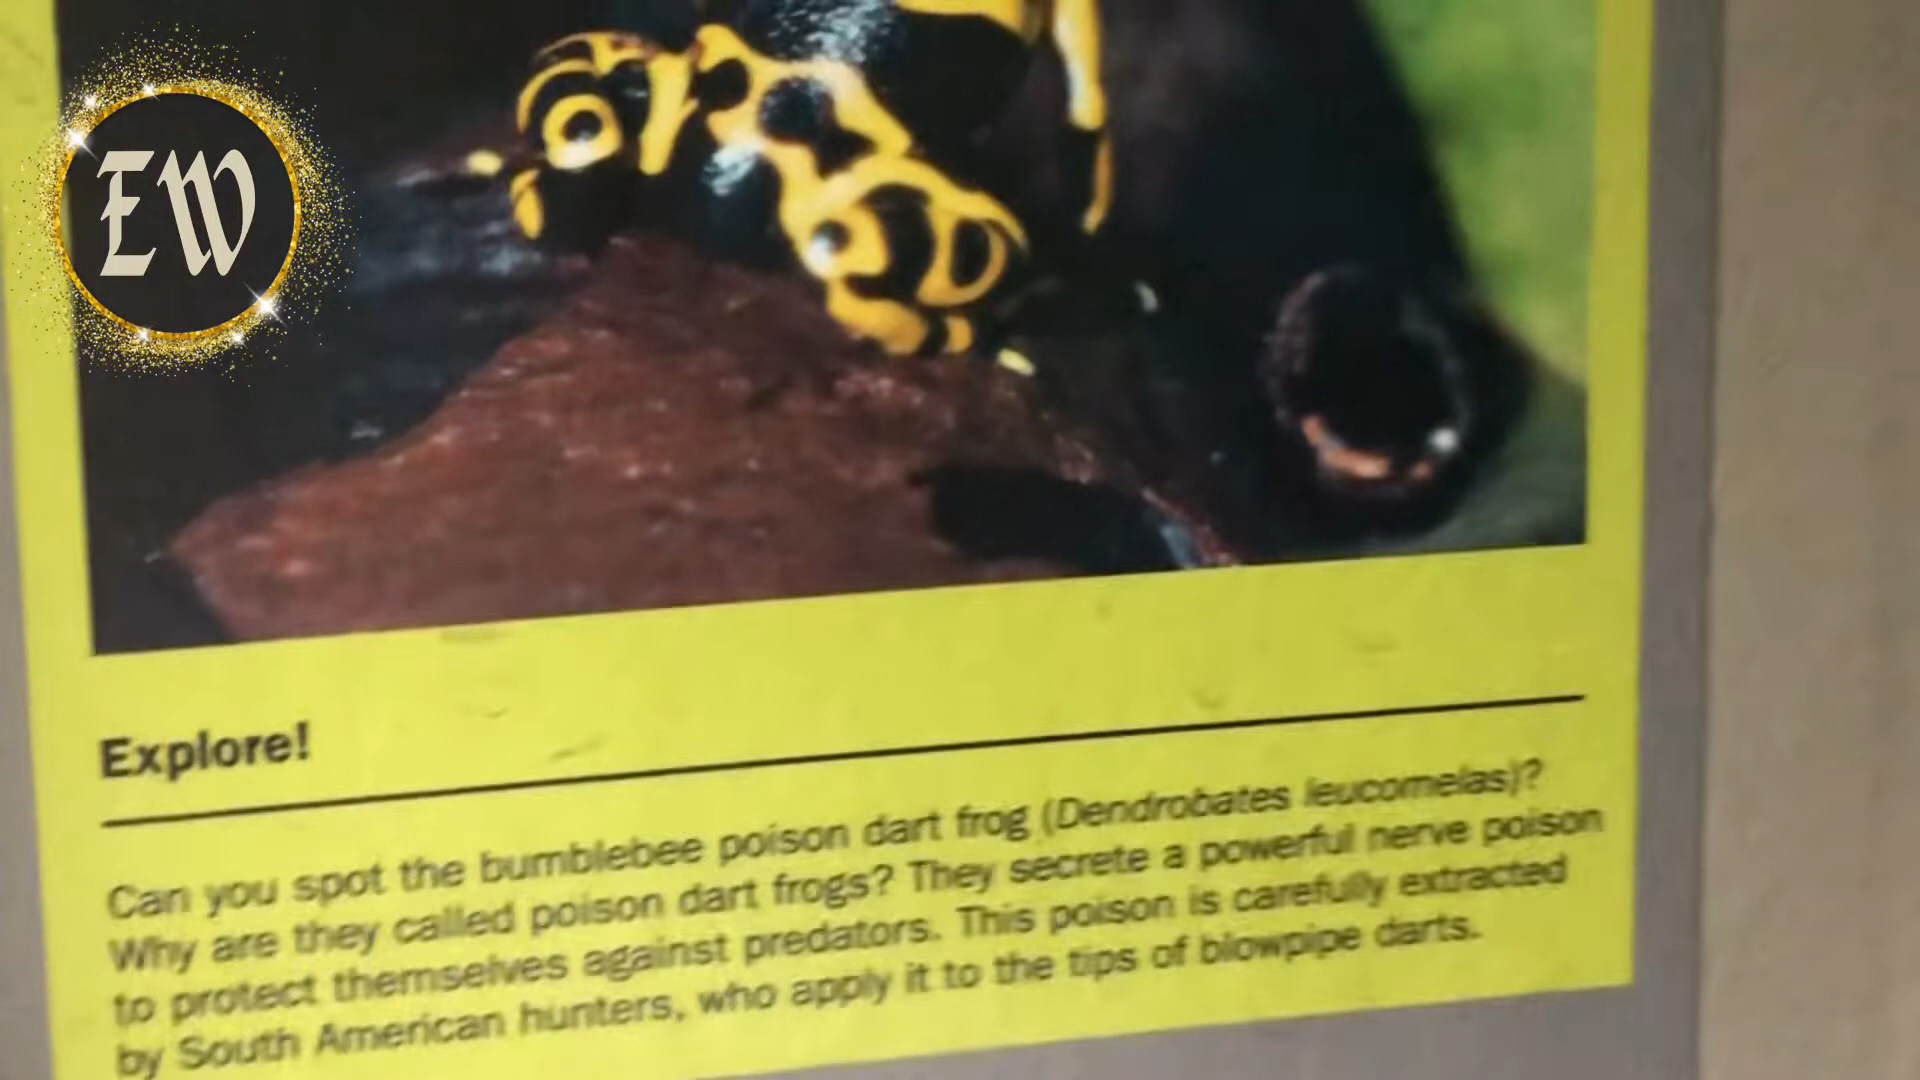 EW
Explore!
Can you spot the bumblebee poison dart frog (Dendrobates leucomelas)?
Why are they called poison dart frogs? They secrete a powerful nerve poison
to protect themselves against predators. This poison is carefully extracted
by South American hunters, who apply it to the tips of blowpipe darts.